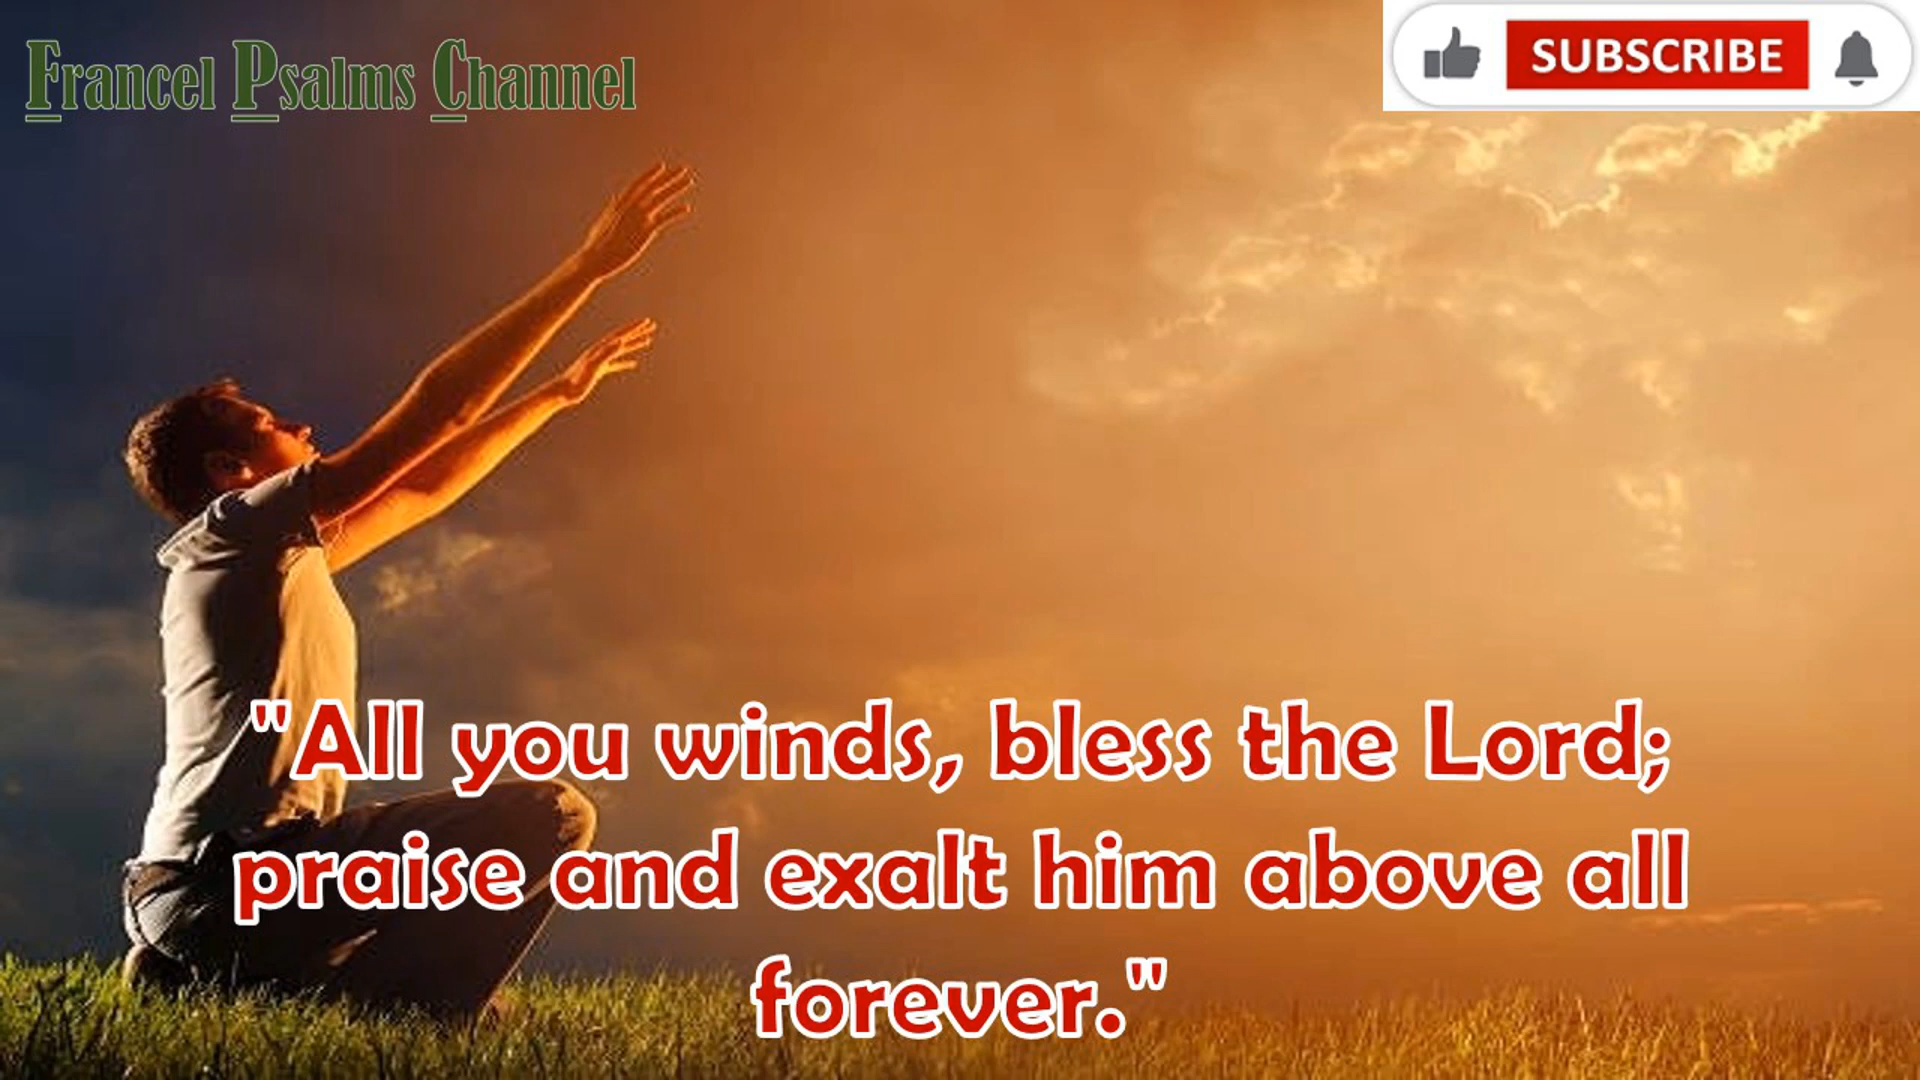 Francel Psalms Channel
SUBSCRIBE
"All you winds, bless the Lord;
praise and exalt him above all
forever."